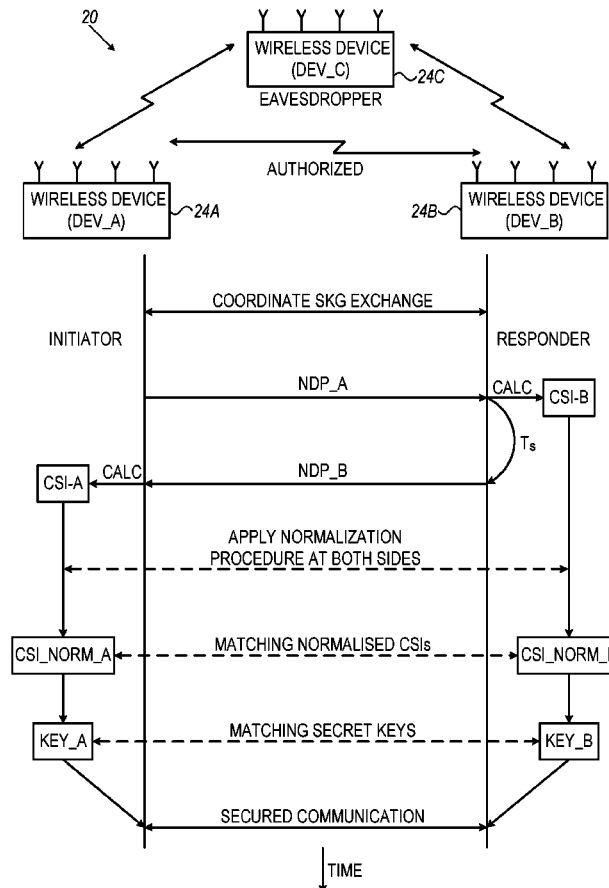 20
WIRELESS DEVICE
(DEV_C)
24C
EAVESDROPPER
AUTHORIZED
WIRELESS DEVICE
(DEV_A)
24A
24B
WIRELESS DEVICE
(DEV_B)
COORDINATE SKG EXCHANGE
INITIATOR
RESPONDER
NDP_A
CALC
CSI-B
Ts
CSI-A
CALC
NDP_B
APPLY NORMALIZATION
PROCEDURE AT BOTH SIDES
CSI_NORM_A
MATCHING NORMALISED CSIs
CSI_NORM_
KEY_A
MATCHING SECRET KEYS
KEY_B
SECURED COMMUNICATION
TIME